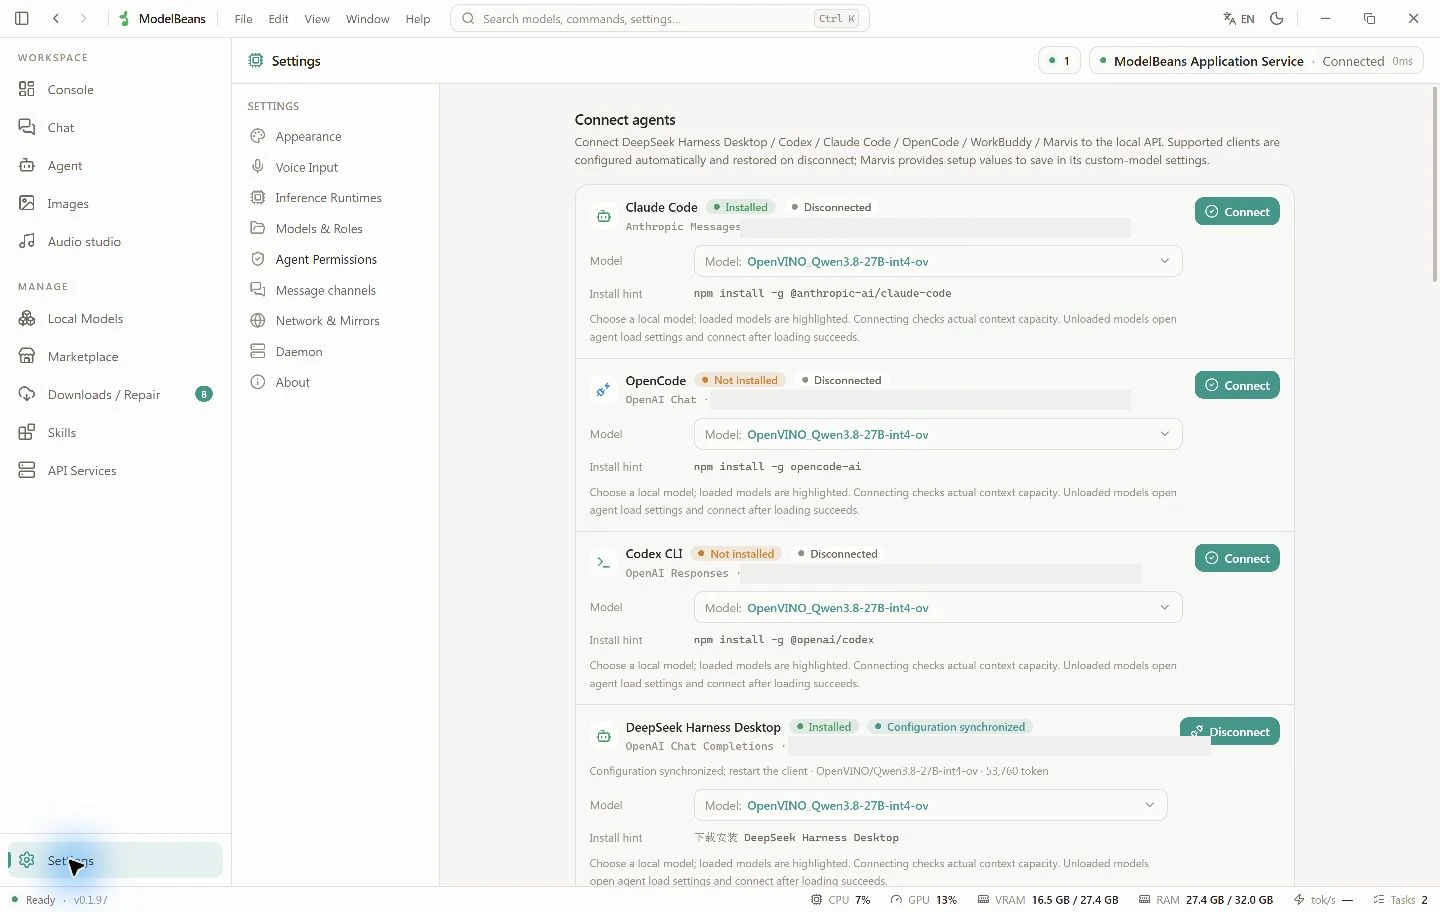 ModelBeans File Edit View Window Help Search models, commands, settings... Ctrl K EN
WORKSPACE
Console
Chat
Agent
Images
Audio studio
MANAGE
Local Models
Marketplace
Downloads / Repair 8
Skills
API Services
Settings
Settings
1 ModelBeans Application Service · Connected 0ms
SETTINGS
Appearance
Voice Input
Inference Runtimes
Models & Roles
Agent Permissions
Message channels
Network & Mirrors
Daemon
About
Connect agents
Connect DeepSeek Harness Desktop / Codex / Claude Code / OpenCode / WorkBuddy / Marvis to the local API. Supported clients are
configured automatically and restored on disconnect; Marvis provides setup values to save in its custom-model settings.
Claude Code Installed Disconnected Connect
Anthropic Messages
Model Model: OpenVINO_Qwen3.8-27B-int4-ov
Install hint npm install -g @anthropic-ai/claude-code
Choose a local model; loaded models are highlighted. Connecting checks actual context capacity. Unloaded models open
agent load settings and connect after loading succeeds.
OpenCode Not installed Disconnected Connect
OpenAI Chat ·
Model Model: OpenVINO_Qwen3.8-27B-int4-ov
Install hint npm install -g opencode-ai
Choose a local model; loaded models are highlighted. Connecting checks actual context capacity. Unloaded models open
agent load settings and connect after loading succeeds.
Codex CLI Not installed Disconnected Connect
OpenAI Responses ·
Model Model: OpenVINO_Qwen3.8-27B-int4-ov
Install hint npm install -g @openai/codex
Choose a local model; loaded models are highlighted. Connecting checks actual context capacity. Unloaded models open
agent load settings and connect after loading succeeds.
DeepSeek Harness Desktop Installed Configuration synchronized Disconnect
OpenAI Chat Completions ·
Configuration synchronized; restart the client · OpenVINO/Qwen3.8-27B-int4-ov · 53,760 token
Model Model: OpenVINO_Qwen3.8-27B-int4-ov
Install hint 下载安装 DeepSeek Harness Desktop
Choose a local model; loaded models are highlighted. Connecting checks actual context capacity. Unloaded models
open agent load settings and connect after loading succeeds.
Ready · v0.1.97 CPU 7% GPU 13% VRAM 16.5 GB / 27.4 GB RAM 27.4 GB / 32.0 GB tok/s — Tasks 2